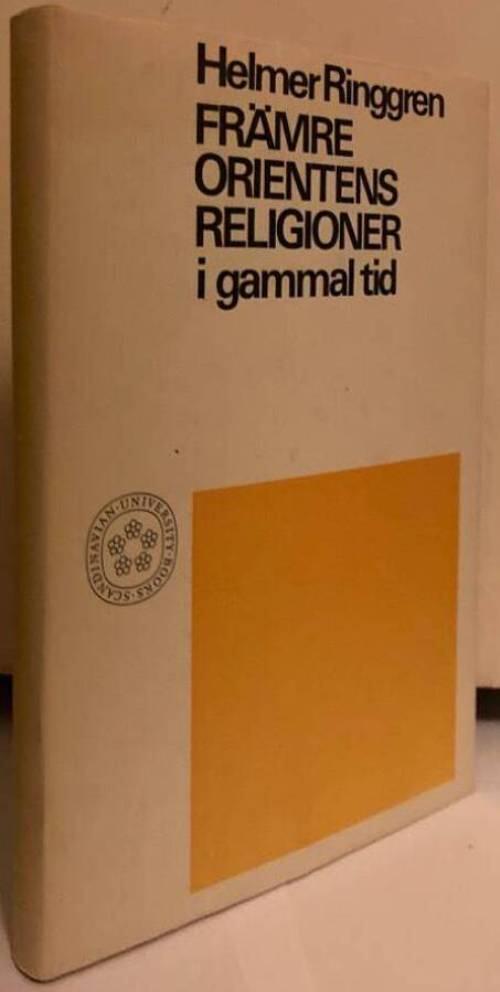 Helmer Ringgren
FRÄMRE
ORIENTENS
RELIGIONER
i gammal tid
SCANDINAVIAN·UNIVERSITY·BOOKS·